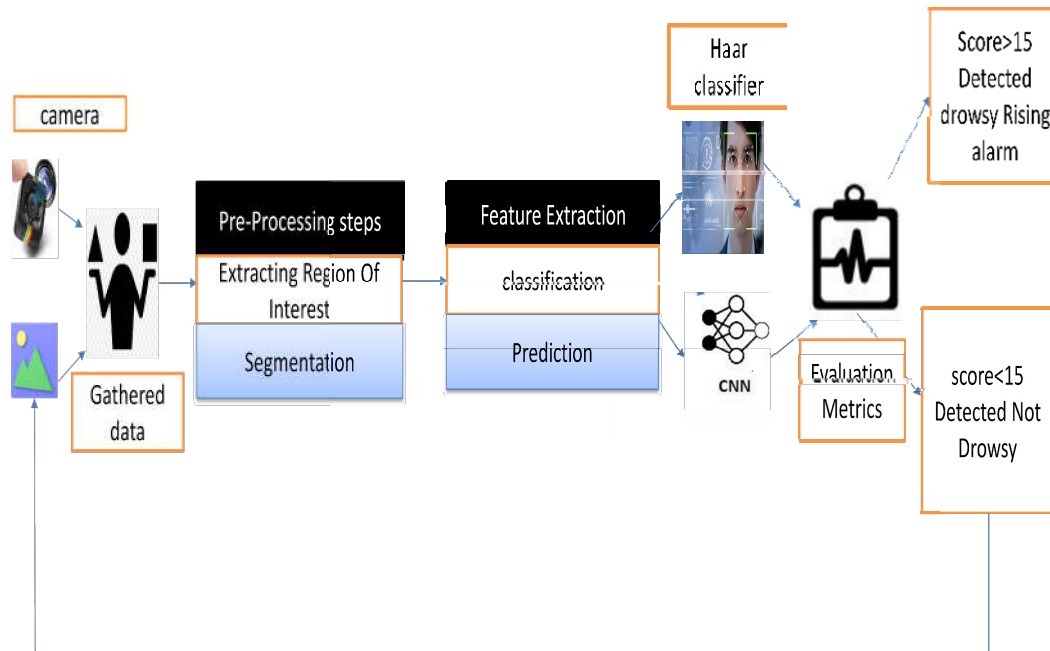 camera
Gathered
data
Pre-Processing steps
Extracting Region Of
Interest
Segmentation
Feature Extraction
classification
Prediction
Haar
classifier
CNN
Evaluation
Metrics
Score>15
Detected
drowsy Rising
alarm
score<15
Detected Not
Drowsy